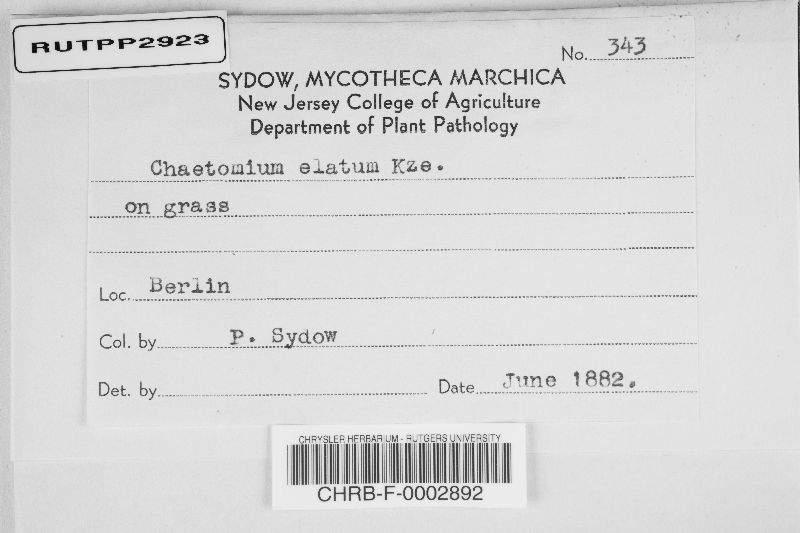 RUTPP2923
No. 343
SYDOW, MYCOTHECA MARCHICA
New Jersey College of Agriculture
Department of Plant Pathology
Chaetomium elatum Kze.
on grass
Loc. Berlin
Col. by P. Sydow
Det. by Date June 1882.
CHRYSLER HERBARIUM - RUTGERS UNIVERSITY
CHRB-F-0002892